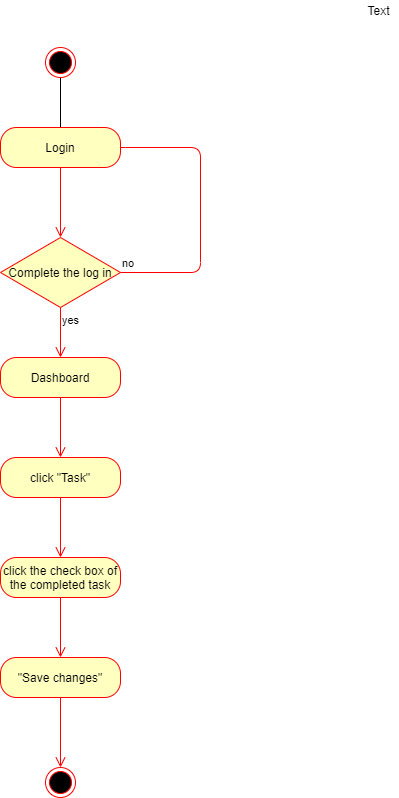 Text
Login
Complete the log in
no
yes
Dashboard
click "Task"
click the check box of
the completed task
"Save changes"